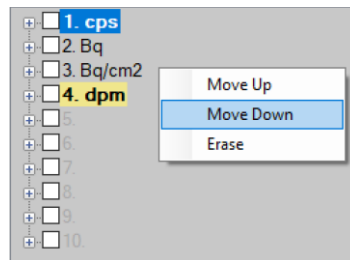 1. cps
2. Bq
3. Bq/cm2
4. dpm
5.
6.
7.
8.
9.
10.
Move Up
Move Down
Erase